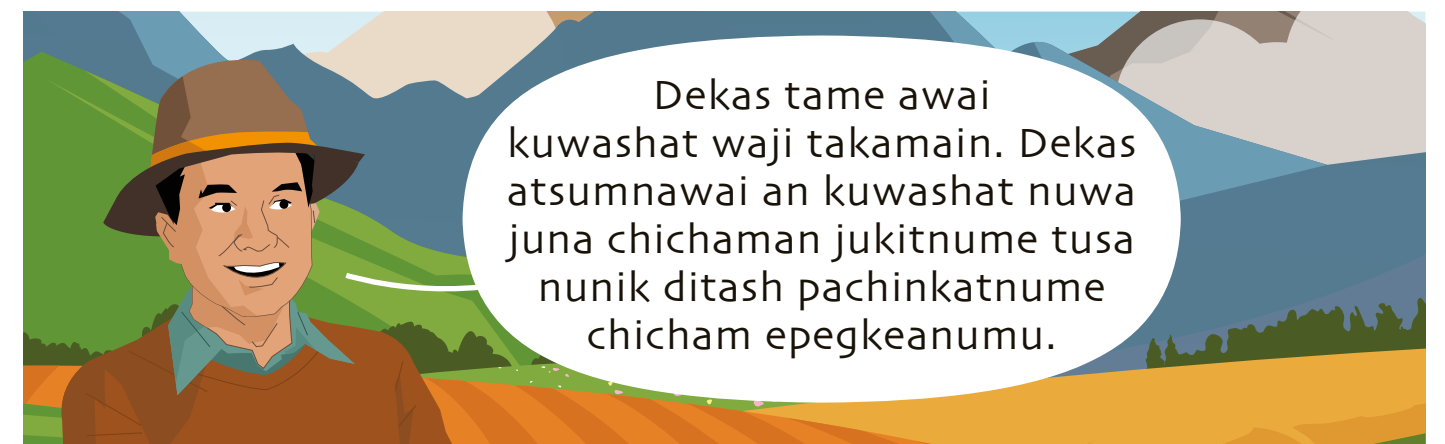 Dekas tame awai
kuwashat waji takamain. Dekas
atsumnawai an kuwashat nuwa
juna chichaman jukitnume tusa
nunik ditash pachinkatnume
chicham epegkeanumu.